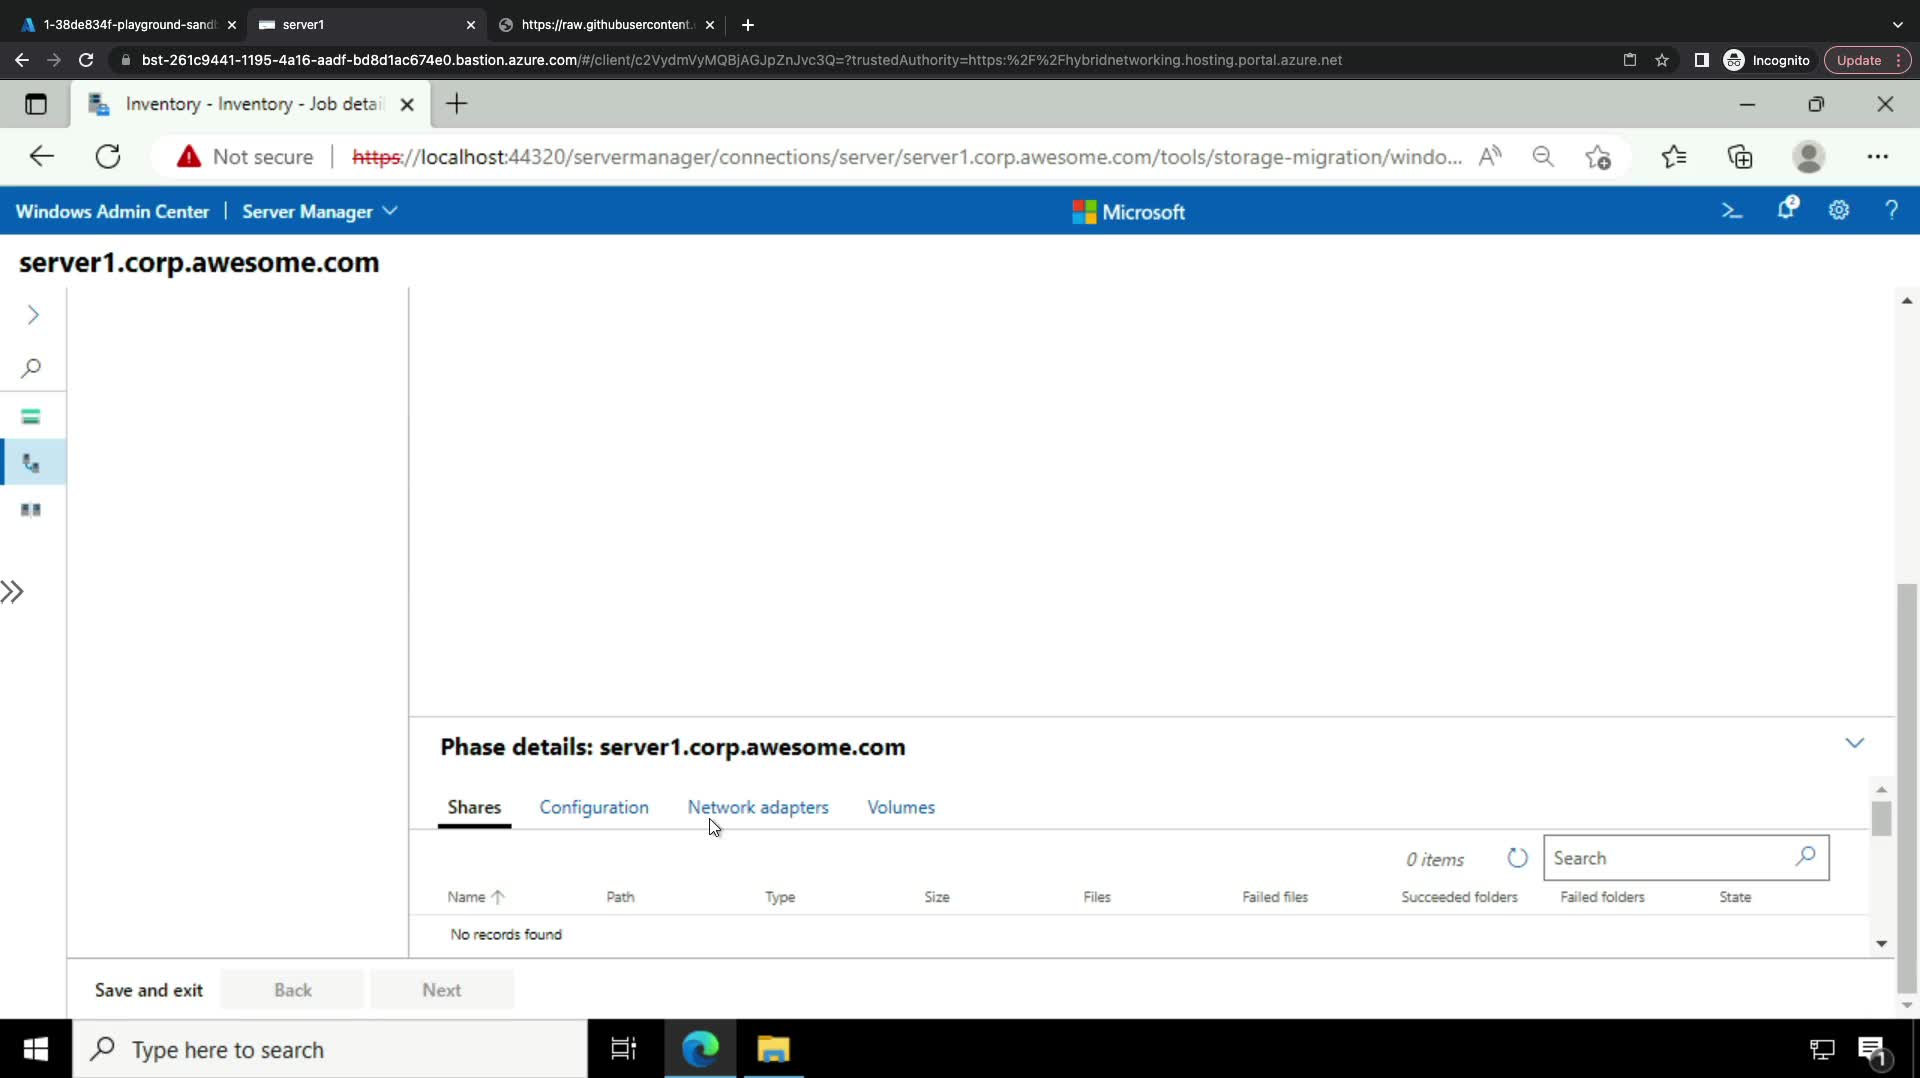 1-38de834f-playground-sand
server1
https://raw.githubusercontent.
bst-261c9441-1195-4a16-aadf-bd8d1ac674e0.bastion.azure.com/#/client/c2VydmVyMQBjAGJpZnJvc3Q=?trustedAuthority=https:%2F%2Fhybridnetworking.hosting.portal.azure.net
Incognito
Update
Inventory - Inventory - Job detai
Not secure
https://localhost:44320/servermanager/connections/server/server1.corp.awesome.com/tools/storage-migration/windo...
Windows Admin Center
Server Manager
Microsoft
2
server1.corp.awesome.com
Phase details: server1.corp.awesome.com
Shares
Configuration
Network adapters
Volumes
0 items
Search
Name
Path
Type
Size
Files
Failed files
Succeeded folders
Failed folders
State
No records found
Save and exit
Back
Next
Type here to search
1